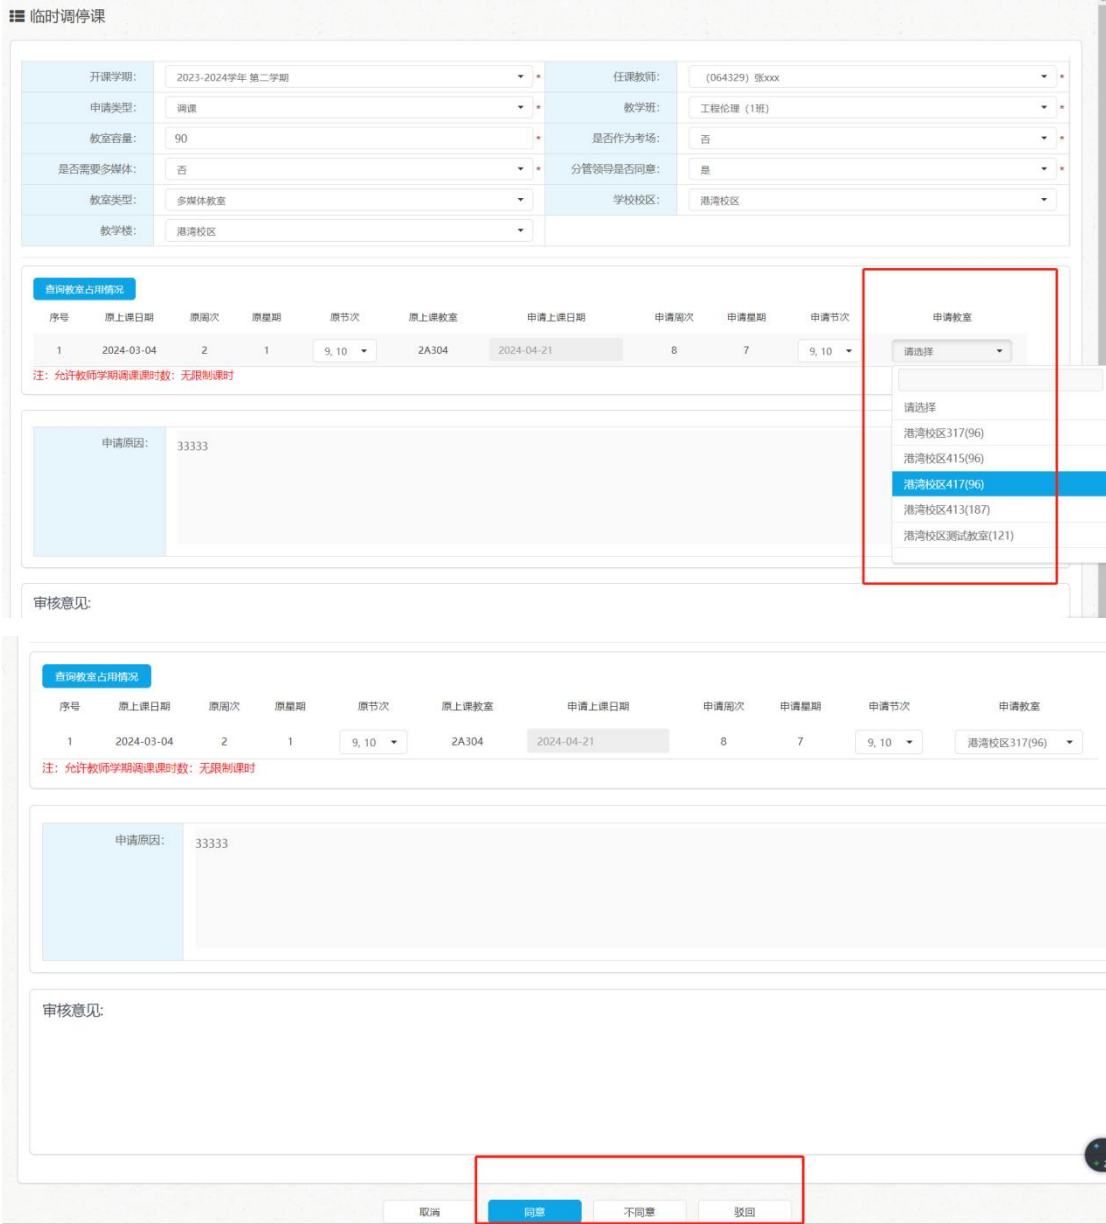 临时调停课
开课学期: 2023-2024学年 第二学期 * 任课教师: (064329) 张xxx *
申请类型: 调课 * 教学班: 工程伦理 (1班) *
教室容量: 90 * 是否作为考场: 否 *
是否需要多媒体: 否 * 分管领导是否同意: 是 *
教室类型: 多媒体教室 学校校区: 港湾校区
教学楼: 港湾校区
查询教室占用情况
序号 原上课日期 原周次 原星期 原节次 原上课教室 申请上课日期 申请周次 申请星期 申请节次 申请教室
1 2024-03-04 2 1 9, 10 2A304 2024-04-21 8 7 9, 10 请选择
注: 允许教师学期调课课时数: 无限制课时
请选择
港湾校区317(96)
港湾校区415(96)
港湾校区417(96)
港湾校区413(187)
港湾校区测试教室(121)
申请原因: 33333
审核意见:
查询教室占用情况
序号 原上课日期 原周次 原星期 原节次 原上课教室 申请上课日期 申请周次 申请星期 申请节次 申请教室
1 2024-03-04 2 1 9, 10 2A304 2024-04-21 8 7 9, 10 港湾校区317(96)
注: 允许教师学期调课课时数: 无限制课时
申请原因: 33333
审核意见:
取消 同意 不同意 驳回